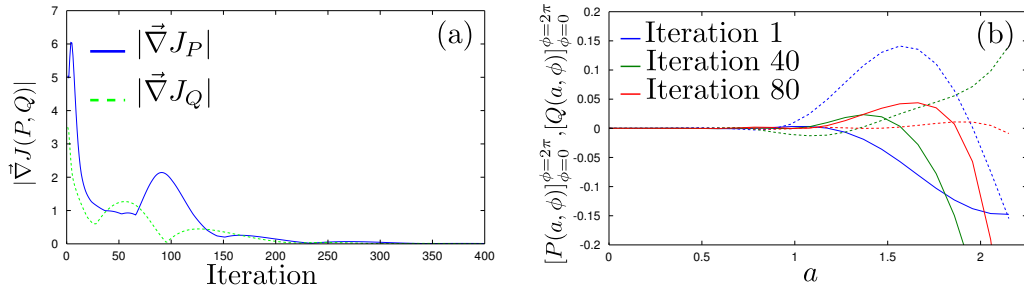 (a)
|∇⃗J_P|
|∇⃗J_Q|
|∇⃗J(P,Q)|
7
6
5
4
3
2
1
0
0 50 100 150 200 250 300 350 400
Iteration
(b)
Iteration 1
Iteration 40
Iteration 80
[P(a,ϕ)]_{ϕ=0}^{ϕ=2π},[Q(a,ϕ)]_{ϕ=0}^{ϕ=2π}
0.2
0.15
0.1
0.05
0
-0.05
-0.1
-0.15
-0.2
0 0.5 1 1.5 2
a